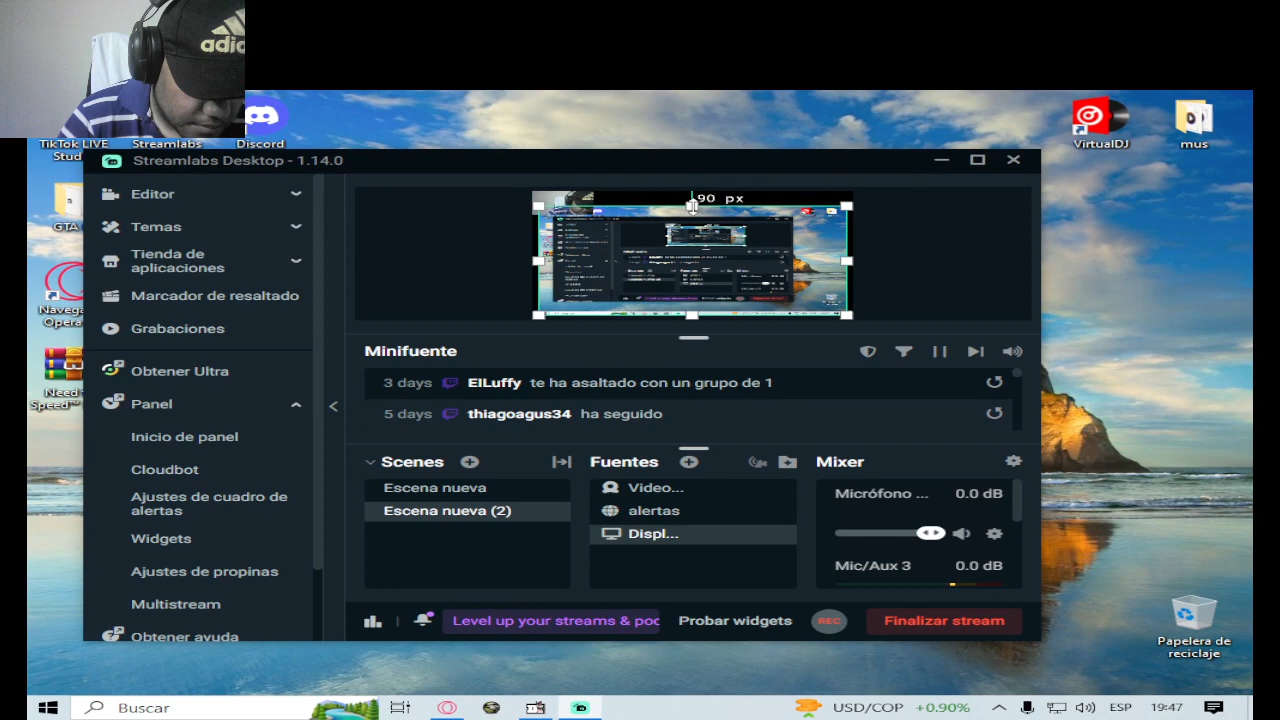 adid
TikTok LIVE
Stud
Streamlabs
Discord
VirtualDJ
mus
GTA
Naveg
Opera
Need
Speed™
Papelera de
reciclaje
Streamlabs Desktop - 1.14.0
Editor
Temas
Tienda de
aplicaciones
Marcador de resaltado
Grabaciones
Obtener Ultra
Panel
Inicio de panel
Cloudbot
Ajustes de cuadro de
alertas
Widgets
Ajustes de propinas
Multistream
Obtener ayuda
90 px
Minifuente
3 days ElLuffy te ha asaltado con un grupo de 1
5 days thiagoagus34 ha seguido
Scenes
Escena nueva
Escena nueva (2)
Fuentes
Video...
alertas
Displ...
Mixer
Micrófono ... 0.0 dB
Mic/Aux 3 0.0 dB
Level up your streams & poc
Probar widgets
REC
Finalizar stream
Buscar
USD/COP +0.90%
ESP
19:47